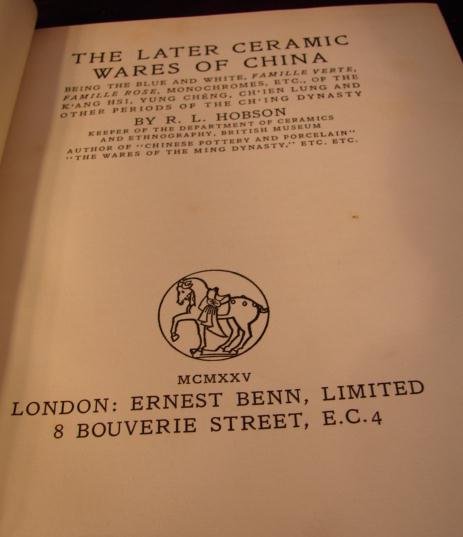 THE LATER CERAMIC
WARES OF CHINA
BEING THE BLUE AND WHITE, FAMILLE VERTE,
FAMILLE ROSE, MONOCHROMES, ETC., OF THE
K'ANG HSI, YUNG CHÊNG, CH'IEN LUNG AND
OTHER PERIODS OF THE CH'ING DYNASTY
BY R. L. HOBSON
KEEPER OF THE DEPARTMENT OF CERAMICS
AND ETHNOGRAPHY, BRITISH MUSEUM
AUTHOR OF "CHINESE POTTERY AND PORCELAIN"
"THE WARES OF THE MING DYNASTY," ETC. ETC.
MCMXXV
LONDON: ERNEST BENN, LIMITED
8 BOUVERIE STREET, E.C.4